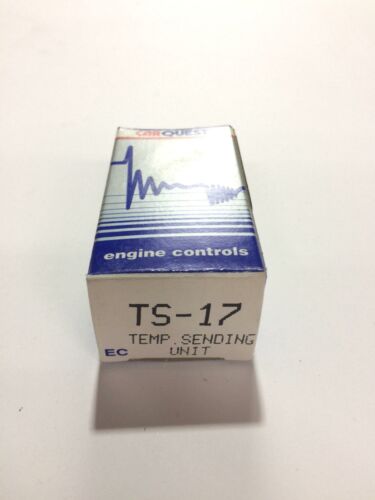 CARQUEST
engine controls
TS-17
TEMP. SENDING
EC UNIT